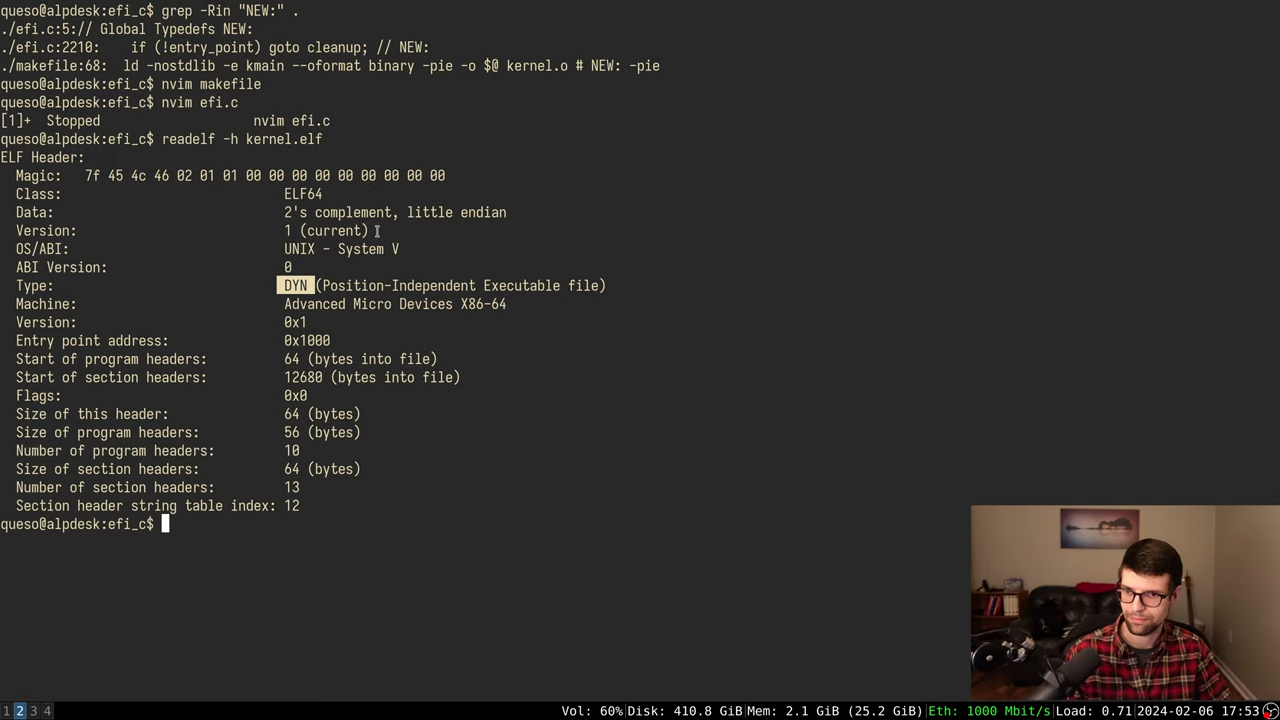 queso@alpdesk:efi_c$ grep -Rin "NEW:" .
./efi.c:5:// Global Typedefs NEW:
./efi.c:2210:    if (!entry_point) goto cleanup; // NEW:
./makefile:68:  ld -nostdlib -e kmain --oformat binary -pie -o $@ kernel.o # NEW: -pie
queso@alpdesk:efi_c$ nvim makefile
queso@alpdesk:efi_c$ nvim efi.c
[1]+  Stopped                 nvim efi.c
queso@alpdesk:efi_c$ readelf -h kernel.elf
ELF Header:
  Magic:   7f 45 4c 46 02 01 01 00 00 00 00 00 00 00 00 00
  Class:                             ELF64
  Data:                              2's complement, little endian
  Version:                           1 (current)
  OS/ABI:                            UNIX - System V
  ABI Version:                       0
  Type:                              DYN (Position-Independent Executable file)
  Machine:                           Advanced Micro Devices X86-64
  Version:                           0x1
  Entry point address:               0x1000
  Start of program headers:          64 (bytes into file)
  Start of section headers:          12680 (bytes into file)
  Flags:                             0x0
  Size of this header:               64 (bytes)
  Size of program headers:           56 (bytes)
  Number of program headers:         10
  Size of section headers:           64 (bytes)
  Number of section headers:         13
  Section header string table index: 12
queso@alpdesk:efi_c$
1 2 3 4 Vol: 60%|Disk: 410.8 GiB|Mem: 2.1 GiB (25.2 GiB)|Eth: 1000 Mbit/s|Load: 0.71|2024-02-06 17:53